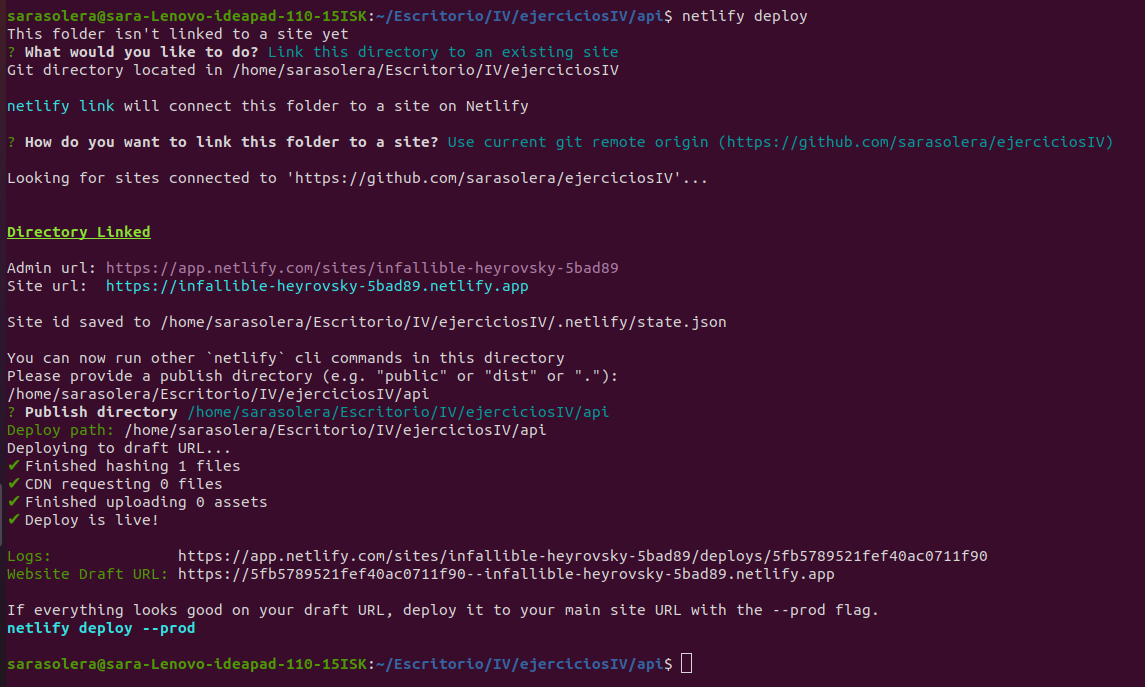 sarasolera@sara-Lenovo-ideapad-110-15ISK:~/Escritorio/IV/ejerciciosIV/api$ netlify deploy
This folder isn't linked to a site yet
? What would you like to do? Link this directory to an existing site
Git directory located in /home/sarasolera/Escritorio/IV/ejerciciosIV
netlify link will connect this folder to a site on Netlify
? How do you want to link this folder to a site? Use current git remote origin (https://github.com/sarasolera/ejerciciosIV)
Looking for sites connected to 'https://github.com/sarasolera/ejerciciosIV'...
Directory Linked
Admin url: https://app.netlify.com/sites/infallible-heyrovsky-5bad89
Site url:  https://infallible-heyrovsky-5bad89.netlify.app
Site id saved to /home/sarasolera/Escritorio/IV/ejerciciosIV/.netlify/state.json
You can now run other `netlify` cli commands in this directory
Please provide a publish directory (e.g. "public" or "dist" or "."):
/home/sarasolera/Escritorio/IV/ejerciciosIV/api
? Publish directory /home/sarasolera/Escritorio/IV/ejerciciosIV/api
Deploy path: /home/sarasolera/Escritorio/IV/ejerciciosIV/api
Deploying to draft URL...
✔ Finished hashing 1 files
✔ CDN requesting 0 files
✔ Finished uploading 0 assets
✔ Deploy is live!
Logs:              https://app.netlify.com/sites/infallible-heyrovsky-5bad89/deploys/5fb5789521fef40ac0711f90
Website Draft URL: https://5fb5789521fef40ac0711f90--infallible-heyrovsky-5bad89.netlify.app
If everything looks good on your draft URL, deploy it to your main site URL with the --prod flag.
netlify deploy --prod
sarasolera@sara-Lenovo-ideapad-110-15ISK:~/Escritorio/IV/ejerciciosIV/api$